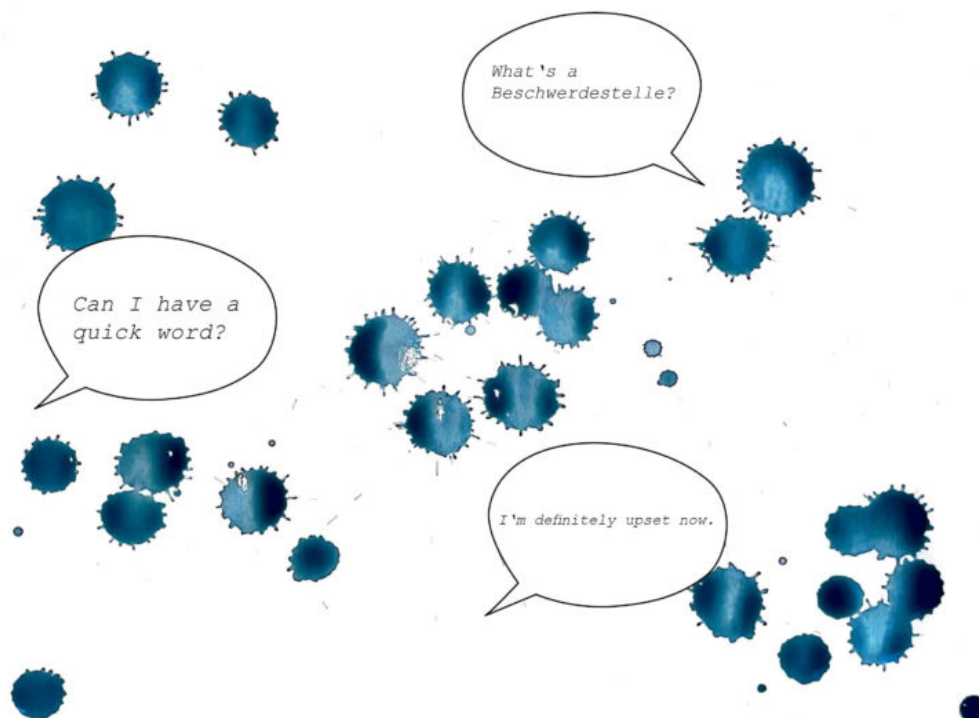 What's a
Beschwerdestelle?
Can I have a
quick word?
I'm definitely upset now.